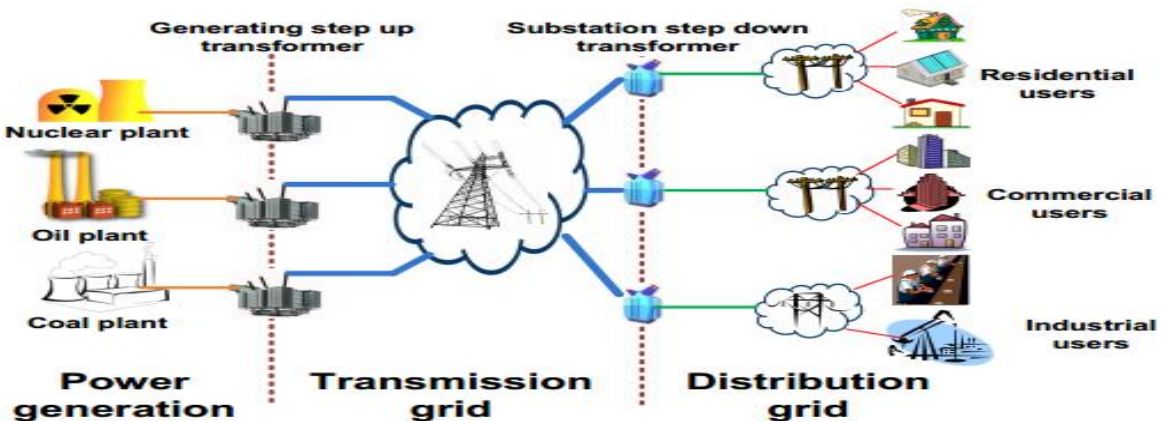 Generating step up
transformer
Substation step down
transformer
Nuclear plant
Oil plant
Coal plant
Residential
users
Commercial
users
Industrial
users
Power
generation
Transmission
grid
Distribution
grid